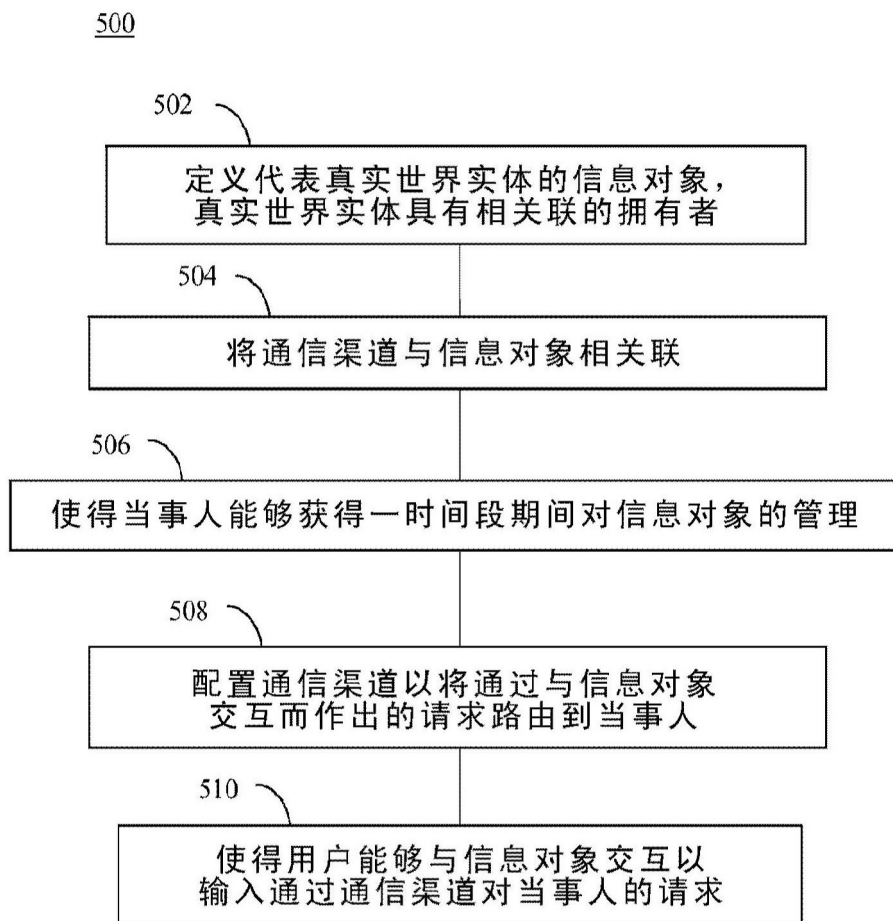 500
502
定义代表真实世界实体的信息对象，
真实世界实体具有相关联的拥有者
504
将通信渠道与信息对象相关联
506
使得当事人能够获得一时间段期间对信息对象的管理
508
配置通信渠道以将通过与信息对象
交互而作出的请求路由到当事人
510
使得用户能够与信息对象交互以
输入通过通信渠道对当事人的请求